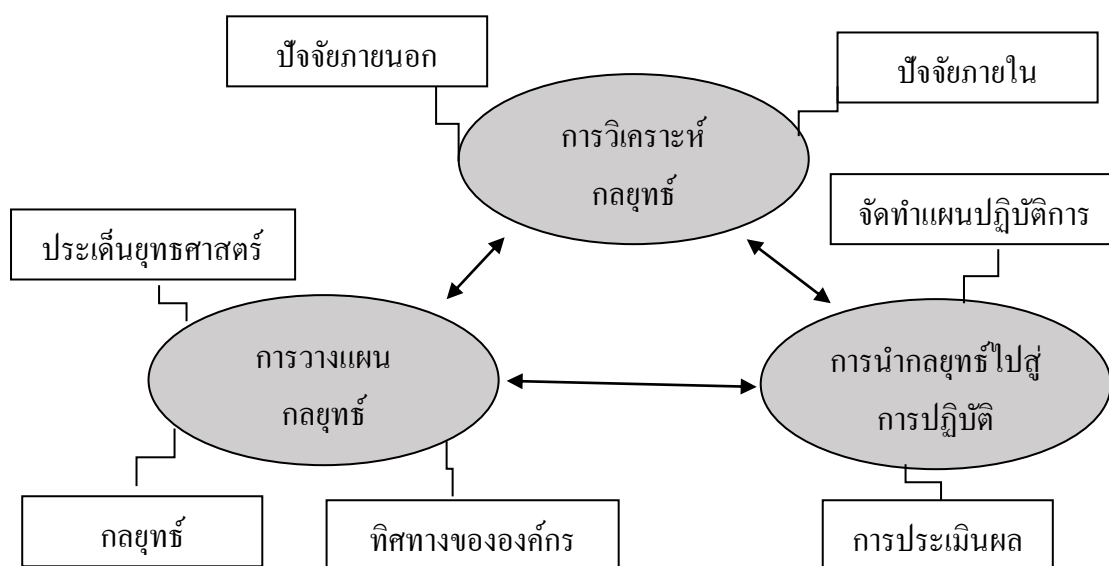 ปัจจัยภายนอก
ปัจจัยภายใน
การวิเคราะห์
กลยุทธ์
จัดทำแผนปฏิบัติการ
ประเด็นยุทธศาสตร์
การวางแผน
กลยุทธ์
การนำกลยุทธ์ไปสู่
การปฏิบัติ
กลยุทธ์
ทิศทางขององค์กร
การประเมินผล